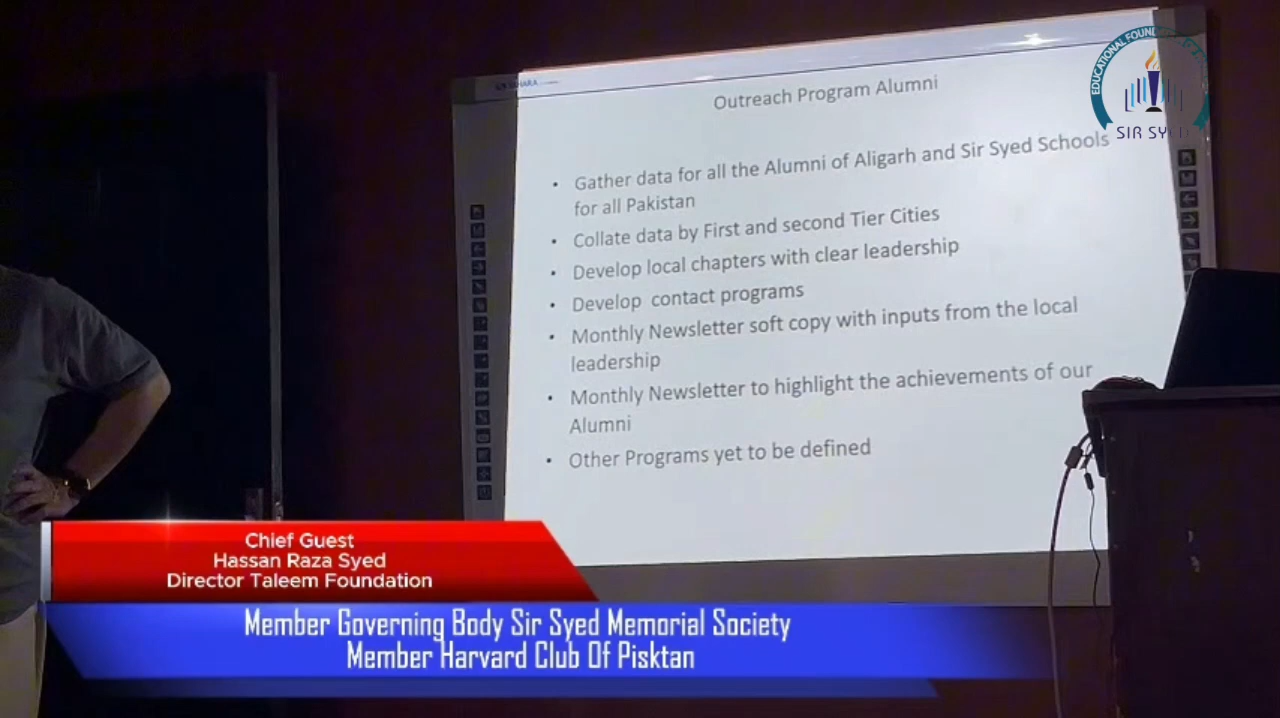 Outreach Program Alumni
• Gather data for all the Alumni of Aligarh and Sir Syed Schools
for all Pakistan
• Collate data by First and second Tier Cities
• Develop local chapters with clear leadership
• Develop contact programs
• Monthly Newsletter soft copy with inputs from the local
leadership
• Monthly Newsletter to highlight the achievements of our
Alumni
• Other Programs yet to be defined
EDUCATIONAL
SIR SYED
Chief Guest
Hassan Raza Syed
Director Taleem Foundation
Member Governing Body Sir Syed Memorial Society
Member Harvard Club Of Pisktan